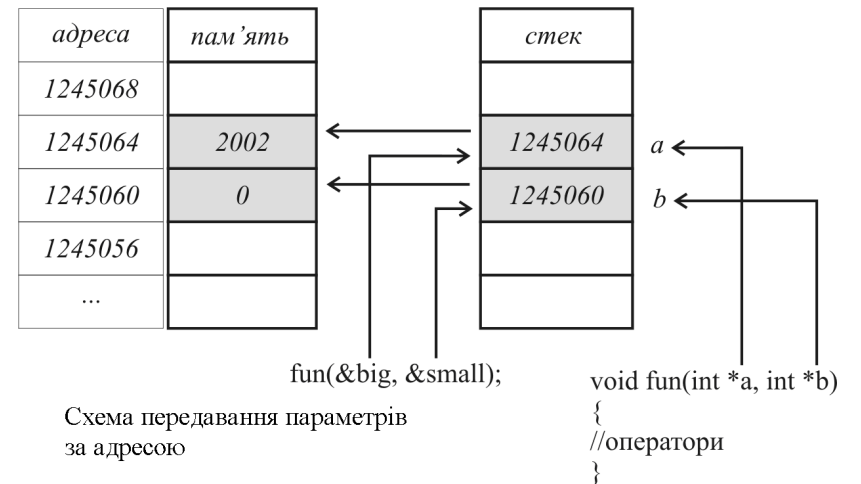 адреса пам’ять стек
1245068
1245064 2002 1245064 a
1245060 0 1245060 b
1245056
...
fun(&big, &small);
void fun(int *a, int *b)
{
//оператори
}
Схема передавання параметрів
за адресою